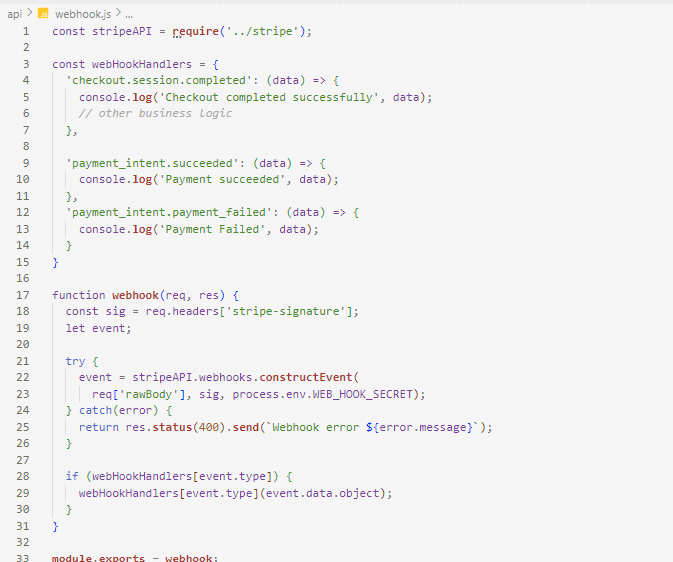 api > JS webhook.js > ...
1 const stripeAPI = require('../stripe');
2
3 const webHookHandlers = {
4 'checkout.session.completed': (data) => {
5 console.log('Checkout completed successfully', data);
6 // other business logic
7 },
8
9 'payment_intent.succeeded': (data) => {
10 console.log('Payment succeeded', data);
11 },
12 'payment_intent.payment_failed': (data) => {
13 console.log('Payment Failed', data);
14 }
15 }
16
17 function webhook(req, res) {
18 const sig = req.headers['stripe-signature'];
19 let event;
20
21 try {
22 event = stripeAPI.webhooks.constructEvent(
23 req['rawBody'], sig, process.env.WEB_HOOK_SECRET);
24 } catch(error) {
25 return res.status(400).send(`Webhook error ${error.message}`);
26 }
27
28 if (webHookHandlers[event.type]) {
29 webHookHandlers[event.type](event.data.object);
30 }
31 }
32
33 module.exports = webhook;